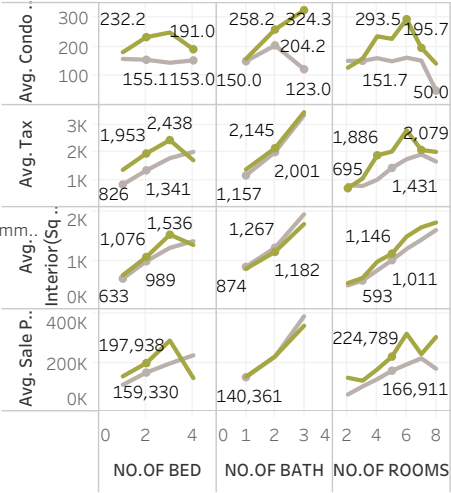 Avg. Condo ..
300
200
100
232.2
191.0
155.1
153.0
258.2
324.3
204.2
150.0
123.0
293.5
195.7
151.7
50.0
Avg. Tax
3K
2K
1K
1,953
2,438
826
1,341
2,145
2,001
1,157
1,886
2,079
695
1,431
mm..
Avg.
Interior(Sq..
2K
1K
0K
1,076
1,536
989
633
1,267
1,182
874
1,146
1,011
593
Avg. Sale P..
400K
200K
0K
197,938
159,330
140,361
224,789
166,911
0 2 4
0 1 2 3 4
2 4 6 8
NO.OF BED
NO.OF BATH
NO.OF ROOMS